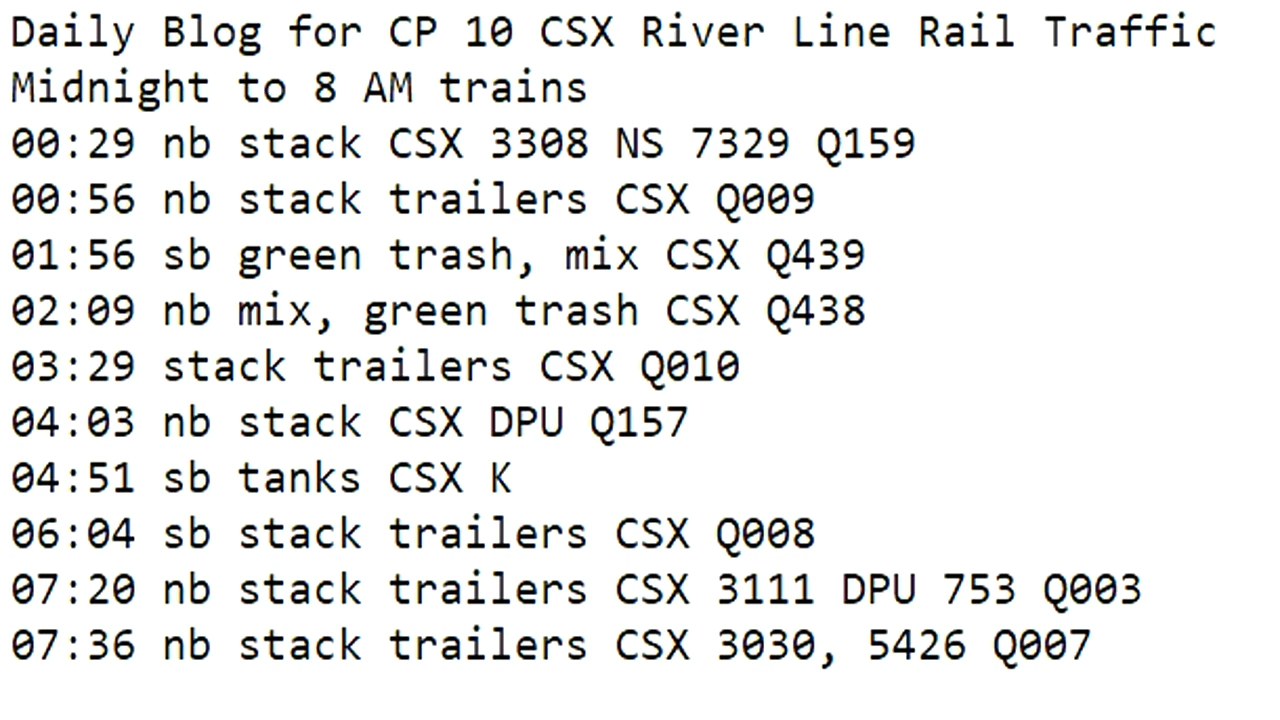 Daily Blog for CP 10 CSX River Line Rail Traffic
Midnight to 8 AM trains
00:29 nb stack CSX 3308 NS 7329 Q159
00:56 nb stack trailers CSX Q009
01:56 sb green trash, mix CSX Q439
02:09 nb mix, green trash CSX Q438
03:29 stack trailers CSX Q010
04:03 nb stack CSX DPU Q157
04:51 sb tanks CSX K
06:04 sb stack trailers CSX Q008
07:20 nb stack trailers CSX 3111 DPU 753 Q003
07:36 nb stack trailers CSX 3030, 5426 Q007